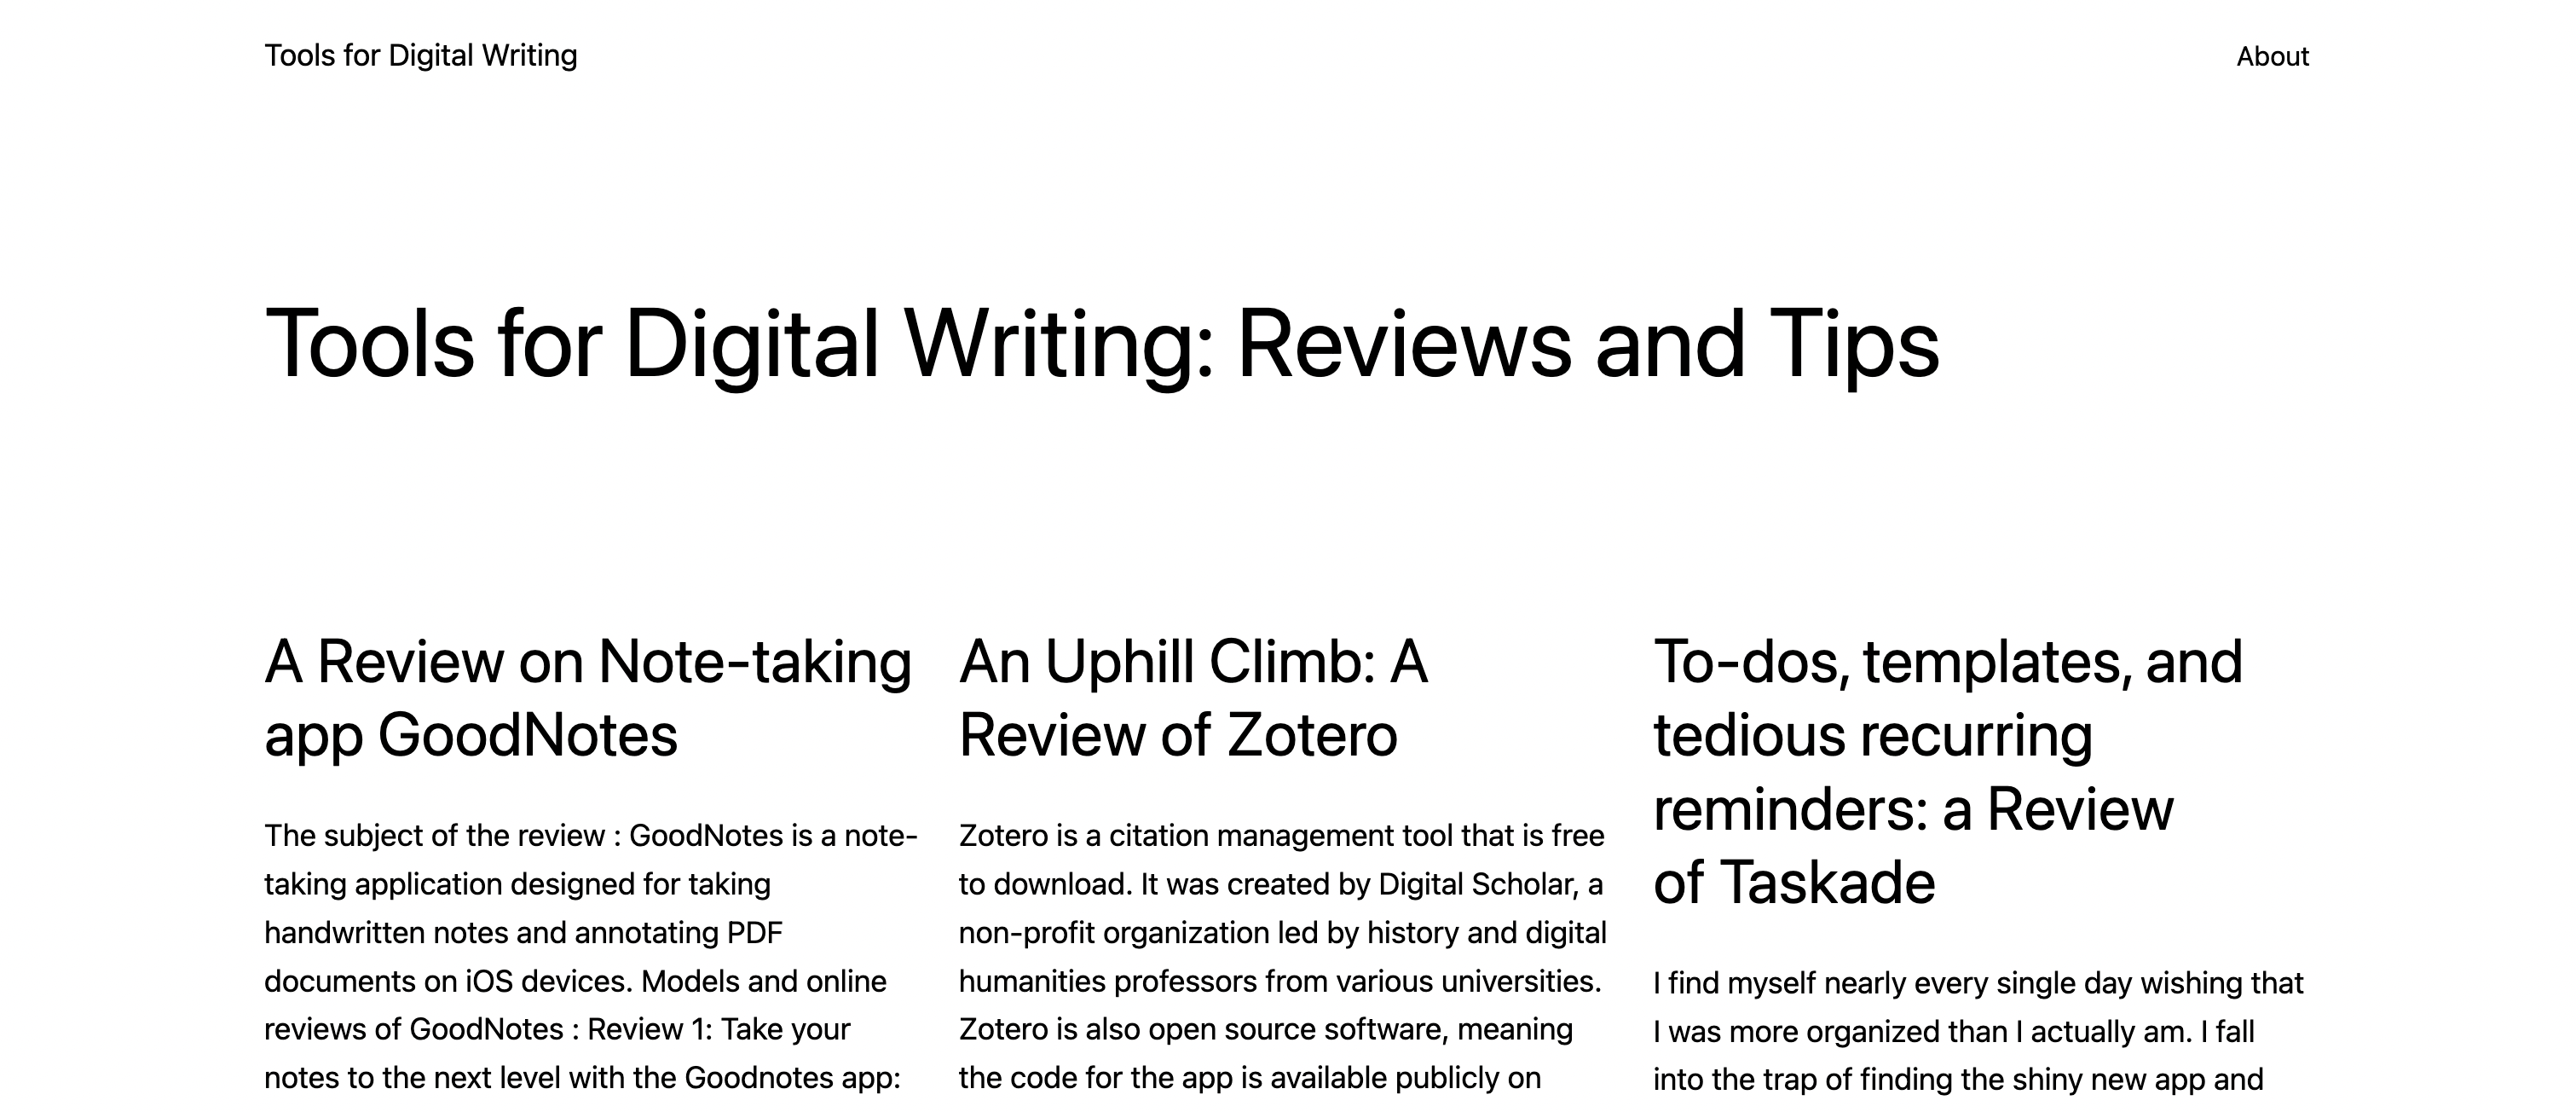 Tools for Digital Writing
About
Tools for Digital Writing: Reviews and Tips
A Review on Note-taking
app GoodNotes
The subject of the review : GoodNotes is a note-
taking application designed for taking
handwritten notes and annotating PDF
documents on iOS devices. Models and online
reviews of GoodNotes : Review 1: Take your
notes to the next level with the Goodnotes app:
An Uphill Climb: A
Review of Zotero
Zotero is a citation management tool that is free
to download. It was created by Digital Scholar, a
non-profit organization led by history and digital
humanities professors from various universities.
Zotero is also open source software, meaning
the code for the app is available publicly on
To-dos, templates, and
tedious recurring
reminders: a Review
of Taskade
I find myself nearly every single day wishing that
I was more organized than I actually am. I fall
into the trap of finding the shiny new app and